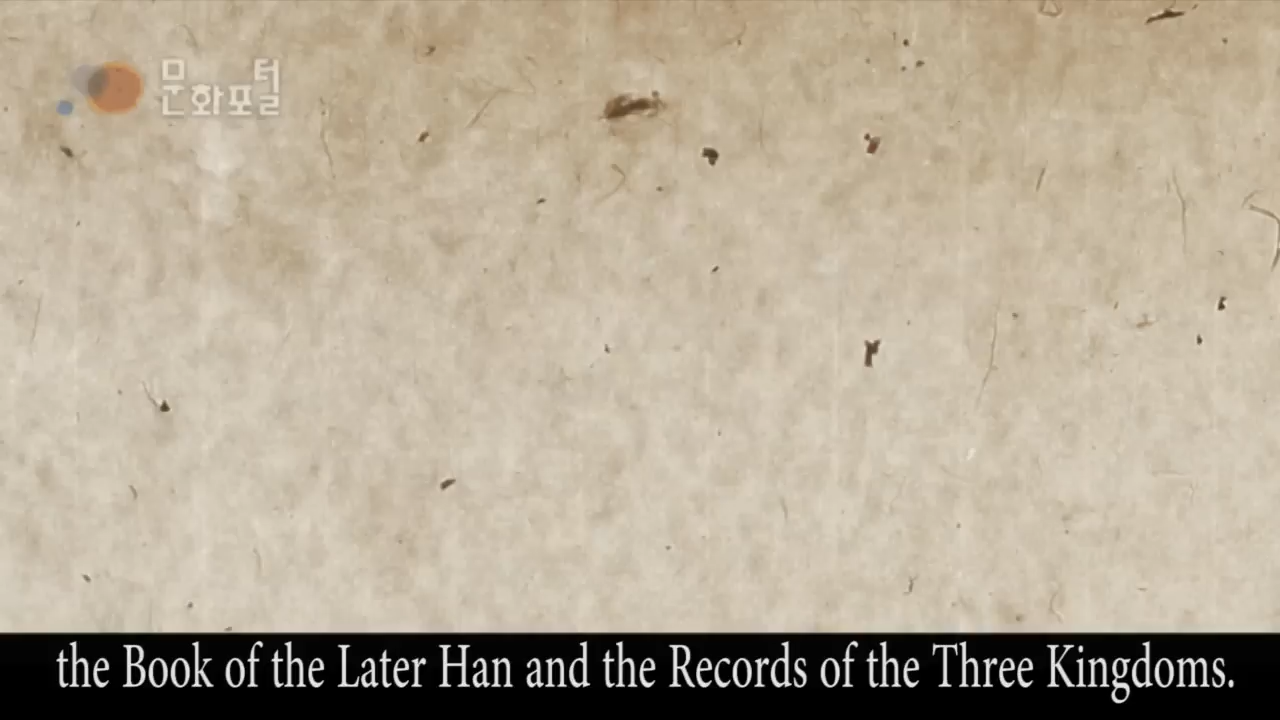 문화포털
the Book of the Later Han and the Records of the Three Kingdoms.